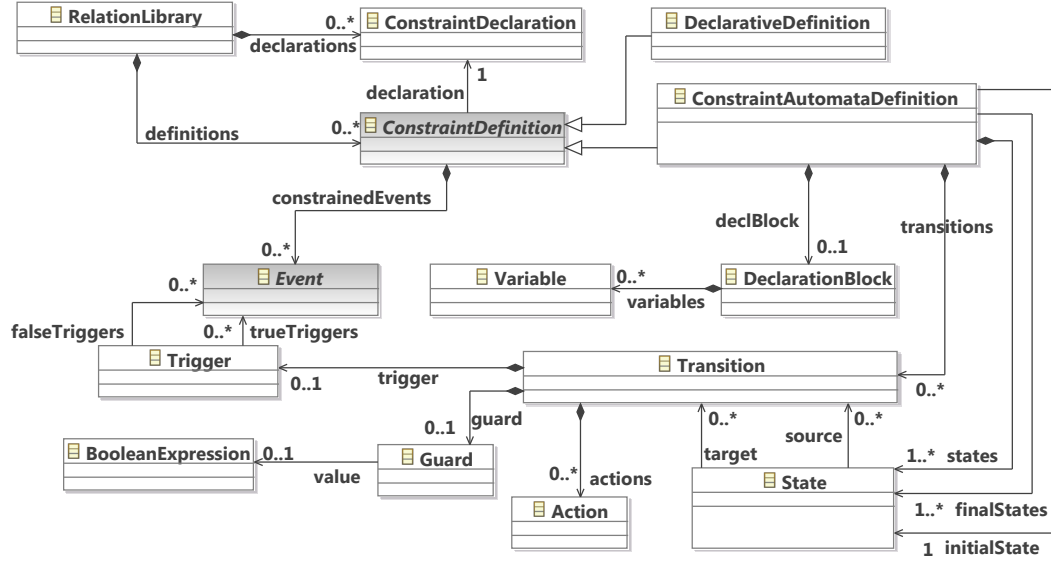 RelationLibrary
0..*
ConstraintDeclaration
DeclarativeDefinition
declarations
1
declaration
ConstraintAutomataDefinition
definitions
0..*
ConstraintDefinition
constrainedEvents
declBlock
transitions
0..*
0..1
0..*
Event
Variable
0..*
DeclarationBlock
variables
falseTriggers
0..*
trueTriggers
Trigger
Transition
0..1
trigger
0..*
guard
0..*
0..*
0..1
source
BooleanExpression
0..1
Guard
target
1..*
states
value
0..*
actions
State
Action
1..*
finalStates
1
initialState